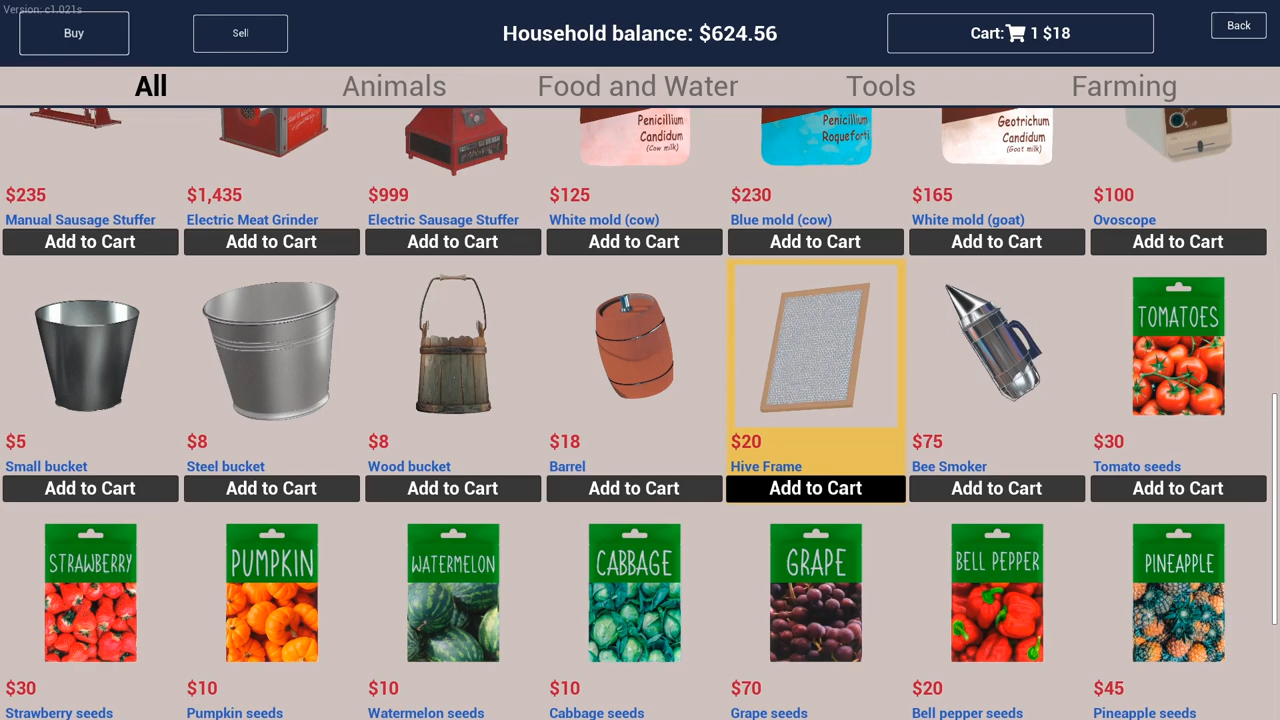 Version: c1.021s
Buy
Sell
Household balance: $624.56
Cart: 1 $18
Back
All
Animals
Food and Water
Tools
Farming
Penicillium
Candidum
(Cow milk)
Penicillium
Roqueforti
Geotrichum
Candidum
(Goat milk)
$235
$1,435
$999
$125
$230
$165
$100
Manual Sausage Stuffer
Electric Meat Grinder
Electric Sausage Stuffer
White mold (cow)
Blue mold (cow)
White mold (goat)
Ovoscope
Add to Cart
Add to Cart
Add to Cart
Add to Cart
Add to Cart
Add to Cart
Add to Cart
TOMATOES
$5
$8
$8
$18
$20
$75
$30
Small bucket
Steel bucket
Wood bucket
Barrel
Hive Frame
Bee Smoker
Tomato seeds
Add to Cart
Add to Cart
Add to Cart
Add to Cart
Add to Cart
Add to Cart
Add to Cart
STRAWBERRY
PUMPKIN
WATERMELON
CABBAGE
GRAPE
BELL PEPPER
PINEAPPLE
$30
$10
$10
$10
$70
$20
$45
Strawberry seeds
Pumpkin seeds
Watermelon seeds
Cabbage seeds
Grape seeds
Bell pepper seeds
Pineapple seeds